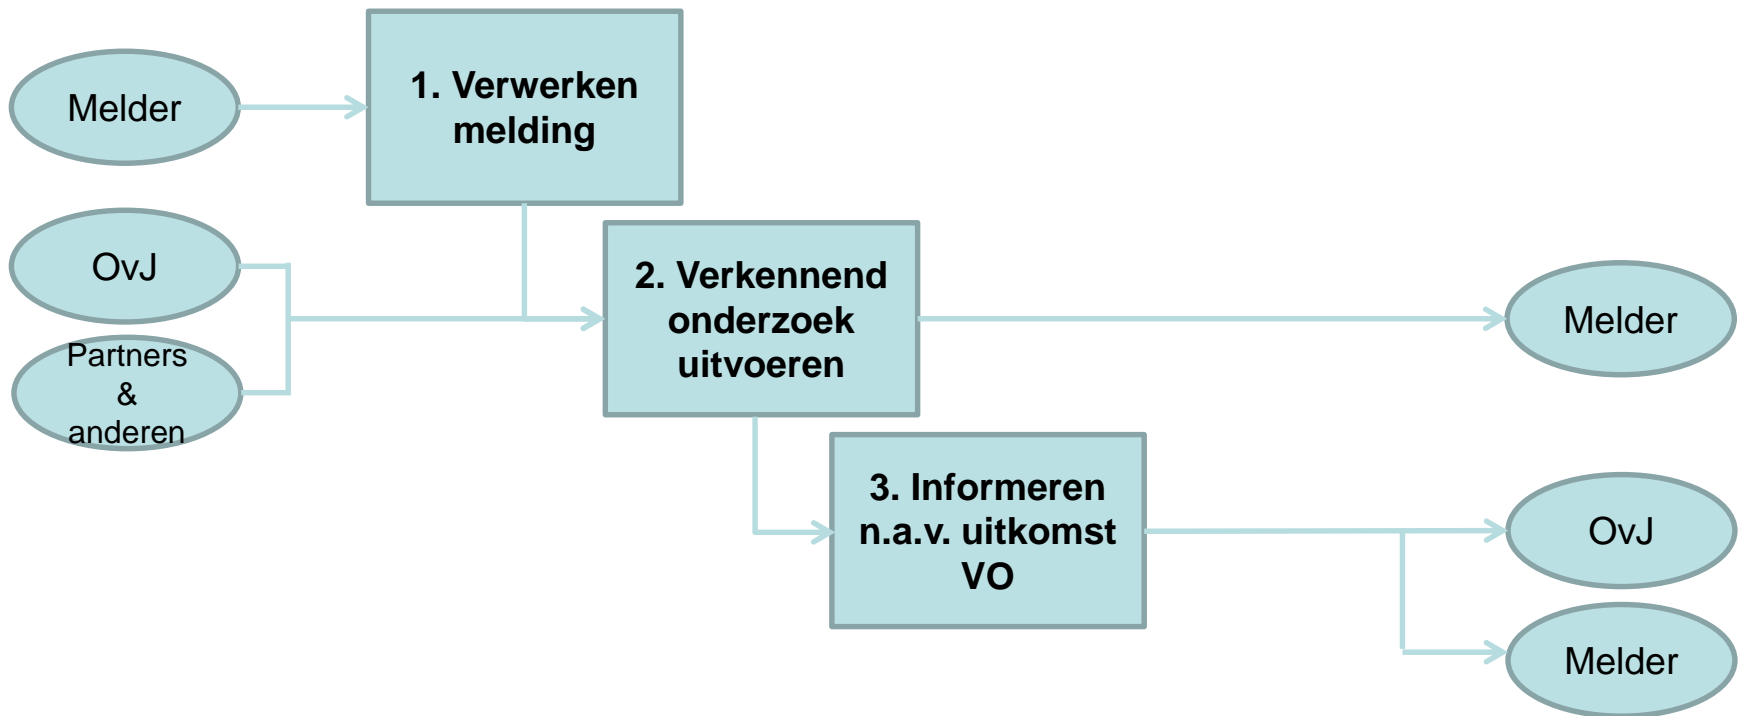 Melder
1. Verwerken
melding
OvJ
Partners
&
anderen
2. Verkennend
onderzoek
uitvoeren
Melder
3. Informeren
n.a.v. uitkomst
VO
OvJ
Melder